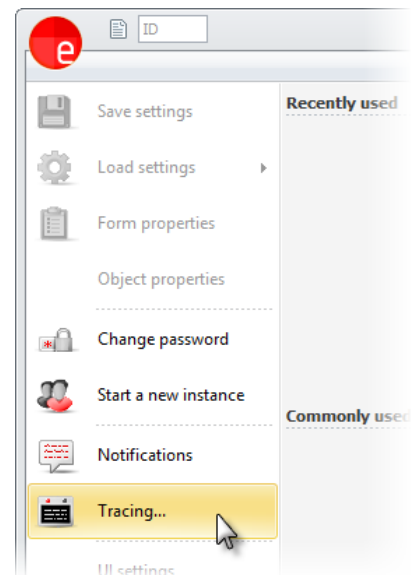 e
ID
Save settings
Recently used
Load settings
Form properties
Object properties
Change password
Start a new instance
Commonly used
Notifications
Tracing...
UI settings